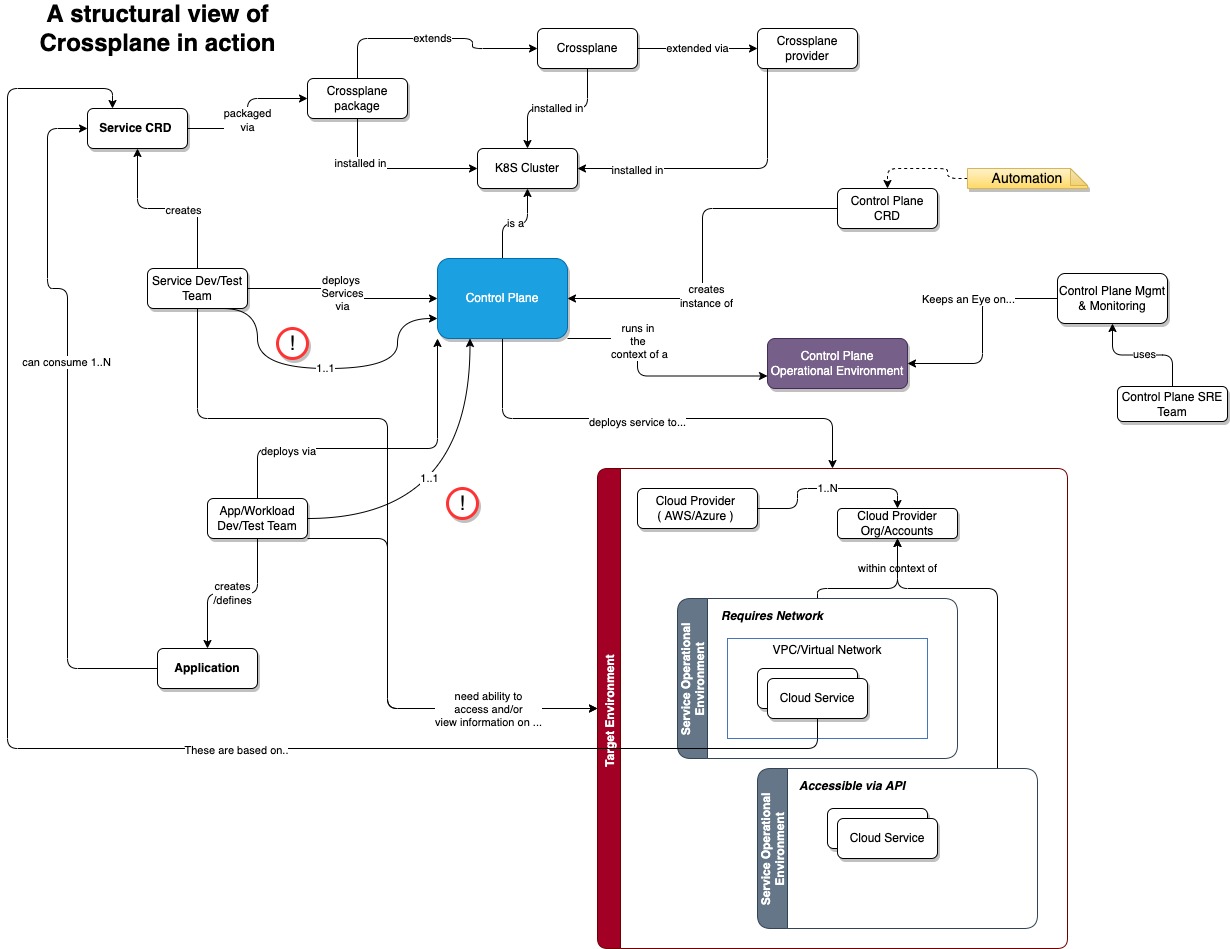 A structural view of
Crossplane in action
extends
Crossplane
extended via
Crossplane
provider
Crossplane
package
packaged
via
installed in
Service CRD
installed in
K8S Cluster
installed in
Automation
Control Plane
CRD
creates
is a
Service Dev/Test
Team
deploys
Services
via
Control Plane
creates
instance of
Keeps an Eye on...
Control Plane Mgmt
& Monitoring
!
runs in
the
context of a
Control Plane
Operational Environment
uses
can consume 1..N
1..1
Control Plane SRE
Team
deploys service to...
deploys via
1..1
!
App/Workload
Dev/Test Team
Cloud Provider
( AWS/Azure )
1..N
Cloud Provider
Org/Accounts
within context of
creates
/defines
Application
Target Environment
Service Operational
Environment
Requires Network
VPC/Virtual Network
Cloud Service
need ability to
access and/or
view information on ...
These are based on..
Service Operational
Environment
Accessible via API
Cloud Service